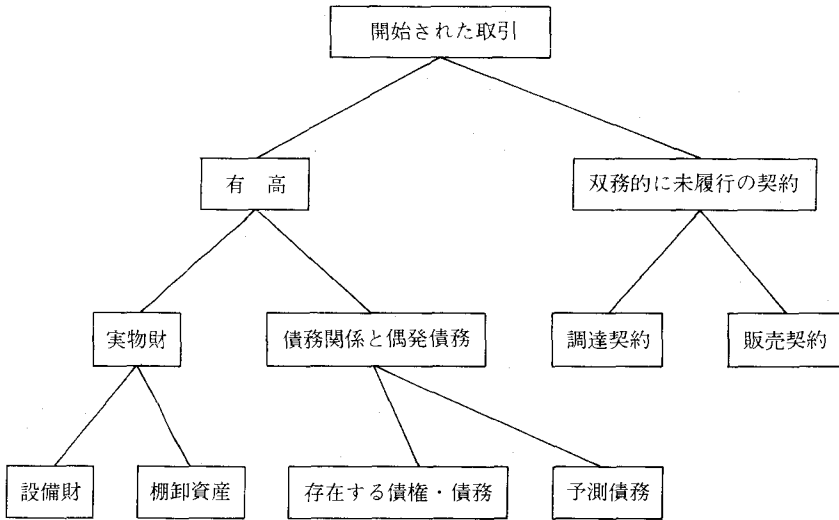 開始された取引
有高
双務的に未履行の契約
実物財
債務関係と偶発債務
調達契約
販売契約
設備財
棚卸資産
存在する債権・債務
予測債務